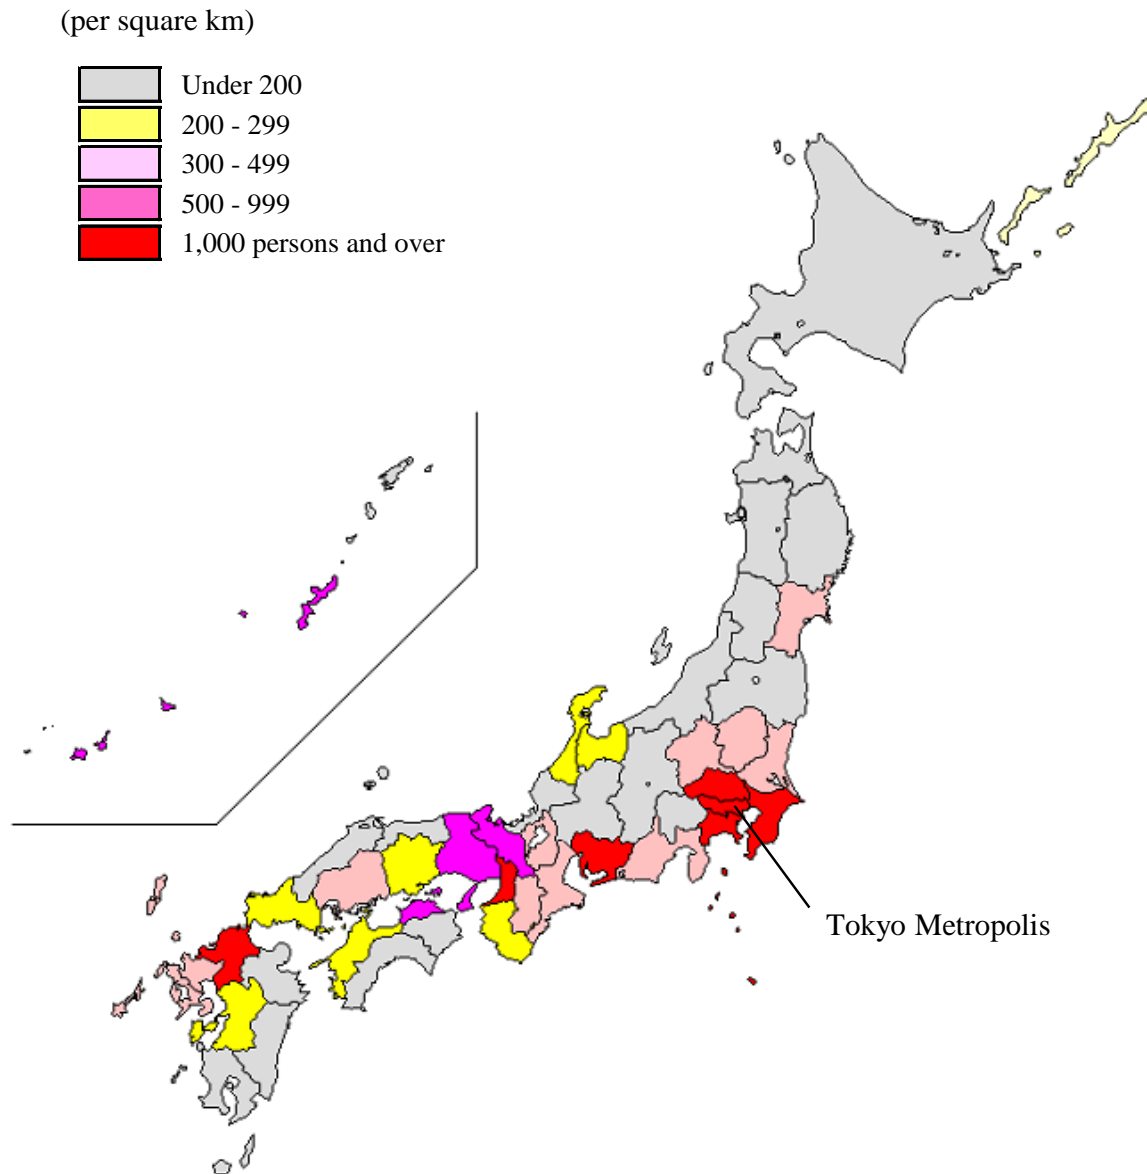 (per square km)
Under 200
200 - 299
300 - 499
500 - 999
1,000 persons and over
Tokyo Metropolis